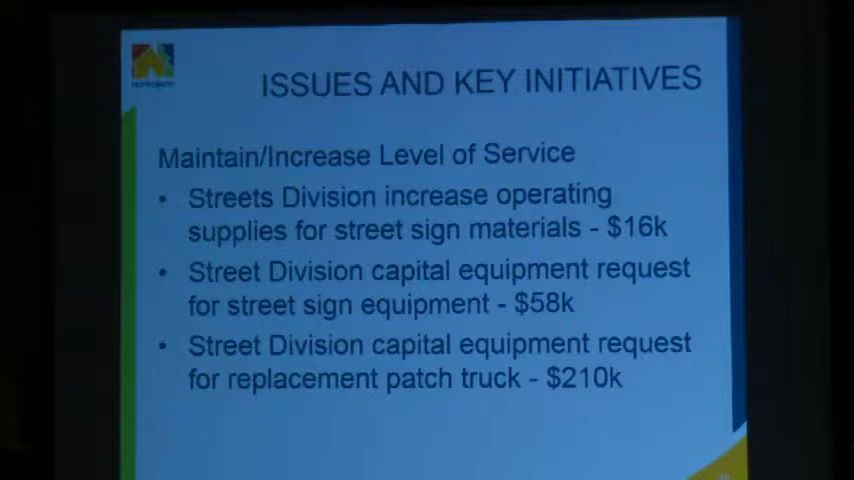 ISSUES AND KEY INITIATIVES
Maintain/Increase Level of Service
• Streets Division increase operating
supplies for street sign materials - $16k
• Street Division capital equipment request
for street sign equipment - $58k
• Street Division capital equipment request
for replacement patch truck - $210k